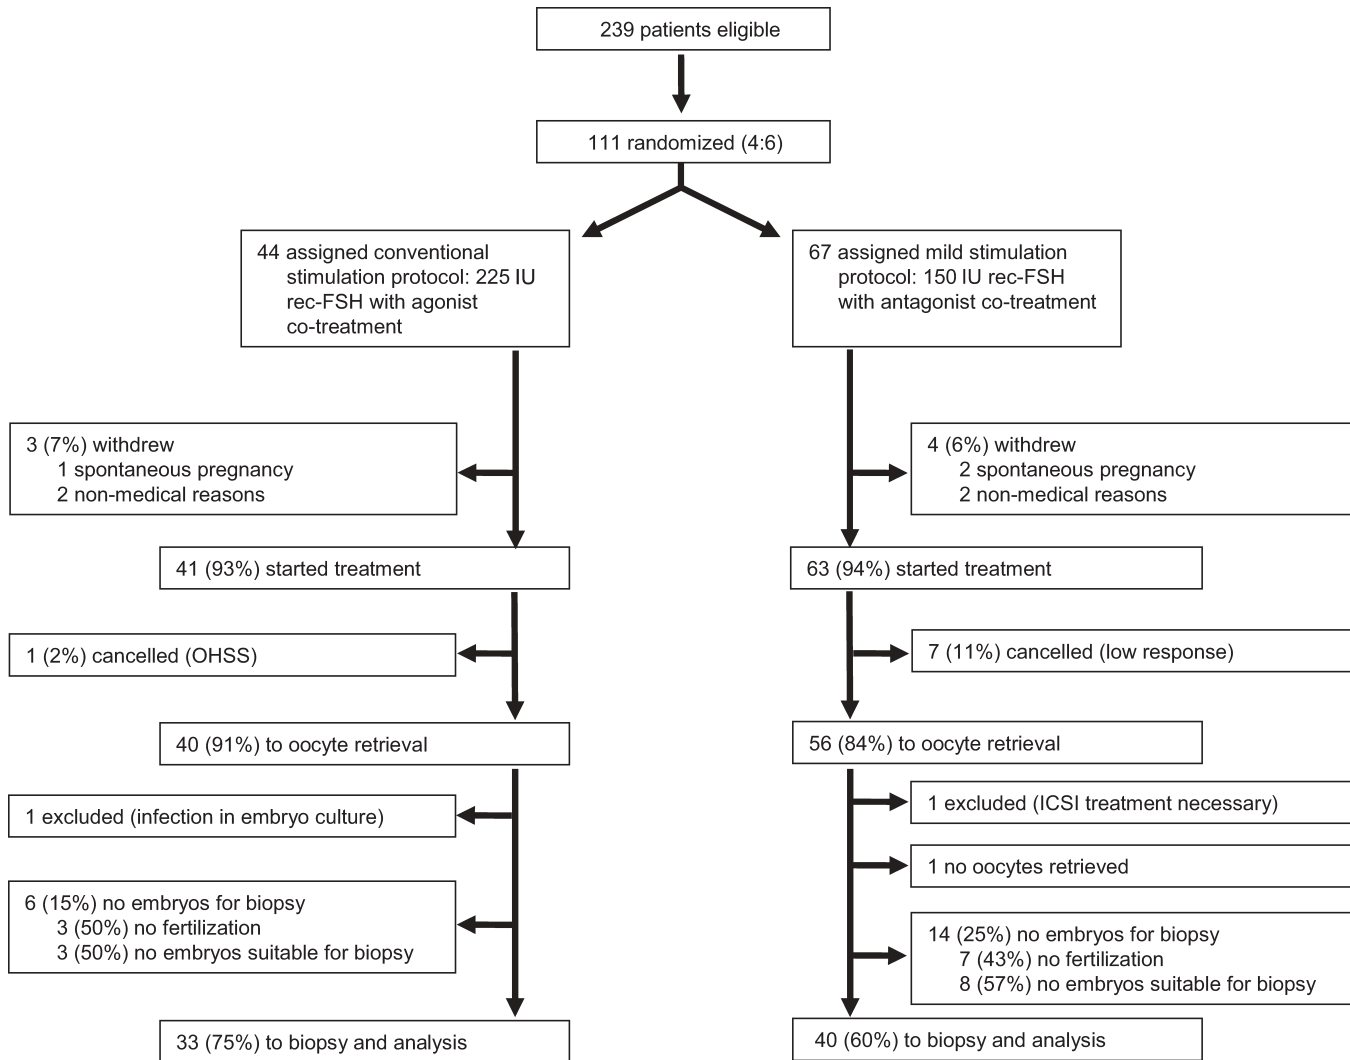 239 patients eligible
111 randomized (4:6)
44 assigned conventional
stimulation protocol: 225 IU
rec-FSH with agonist
co-treatment
67 assigned mild stimulation
protocol: 150 IU rec-FSH
with antagonist co-treatment
3 (7%) withdrew
1 spontaneous pregnancy
2 non-medical reasons
4 (6%) withdrew
2 spontaneous pregnancy
2 non-medical reasons
41 (93%) started treatment
63 (94%) started treatment
1 (2%) cancelled (OHSS)
7 (11%) cancelled (low response)
40 (91%) to oocyte retrieval
56 (84%) to oocyte retrieval
1 excluded (infection in embryo culture)
1 excluded (ICSI treatment necessary)
1 no oocytes retrieved
6 (15%) no embryos for biopsy
3 (50%) no fertilization
3 (50%) no embryos suitable for biopsy
14 (25%) no embryos for biopsy
7 (43%) no fertilization
8 (57%) no embryos suitable for biopsy
33 (75%) to biopsy and analysis
40 (60%) to biopsy and analysis